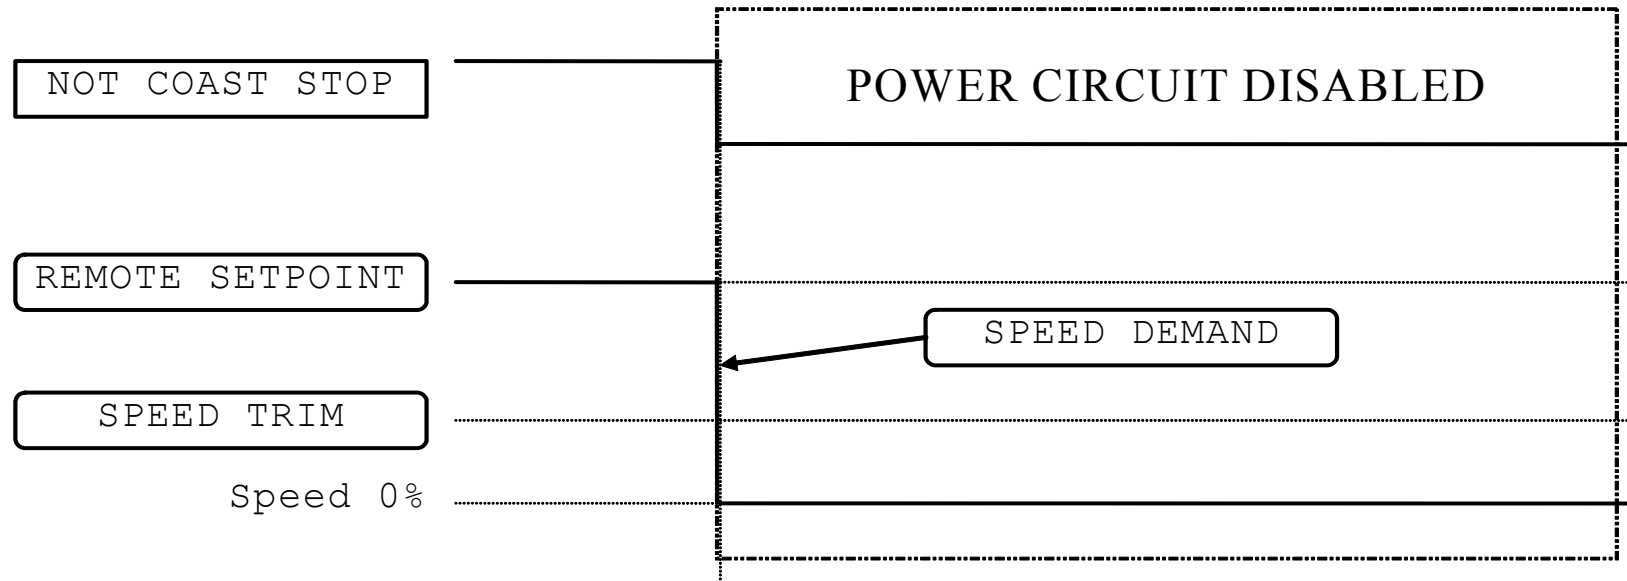 NOT COAST STOP
POWER CIRCUIT DISABLED
REMOTE SETPOINT
SPEED DEMAND
SPEED TRIM
Speed 0%